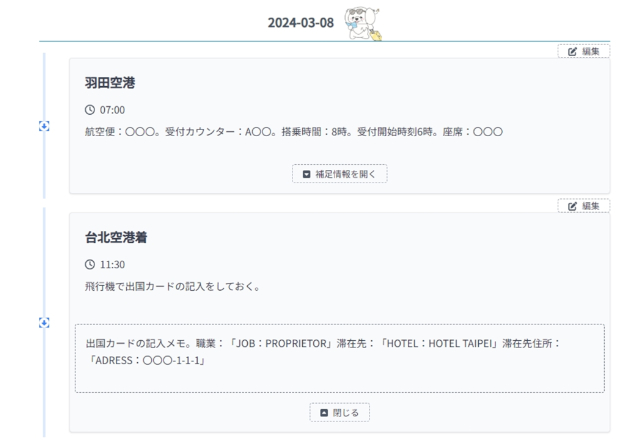 2024-03-08
編集
羽田空港
07:00
航空便：〇〇〇。受付カウンター：A〇〇。搭乗時間：8時。受付開始時刻6時。座席：〇〇〇
補足情報を開く
編集
台北空港着
11:30
飛行機で出国カードの記入をしておく。
出国カードの記入メモ。職業：「JOB：PROPRIETOR」滞在先：「HOTEL：HOTEL TAIPEI」滞在先住所：
「ADRESS：〇〇〇-1-1-1」
閉じる